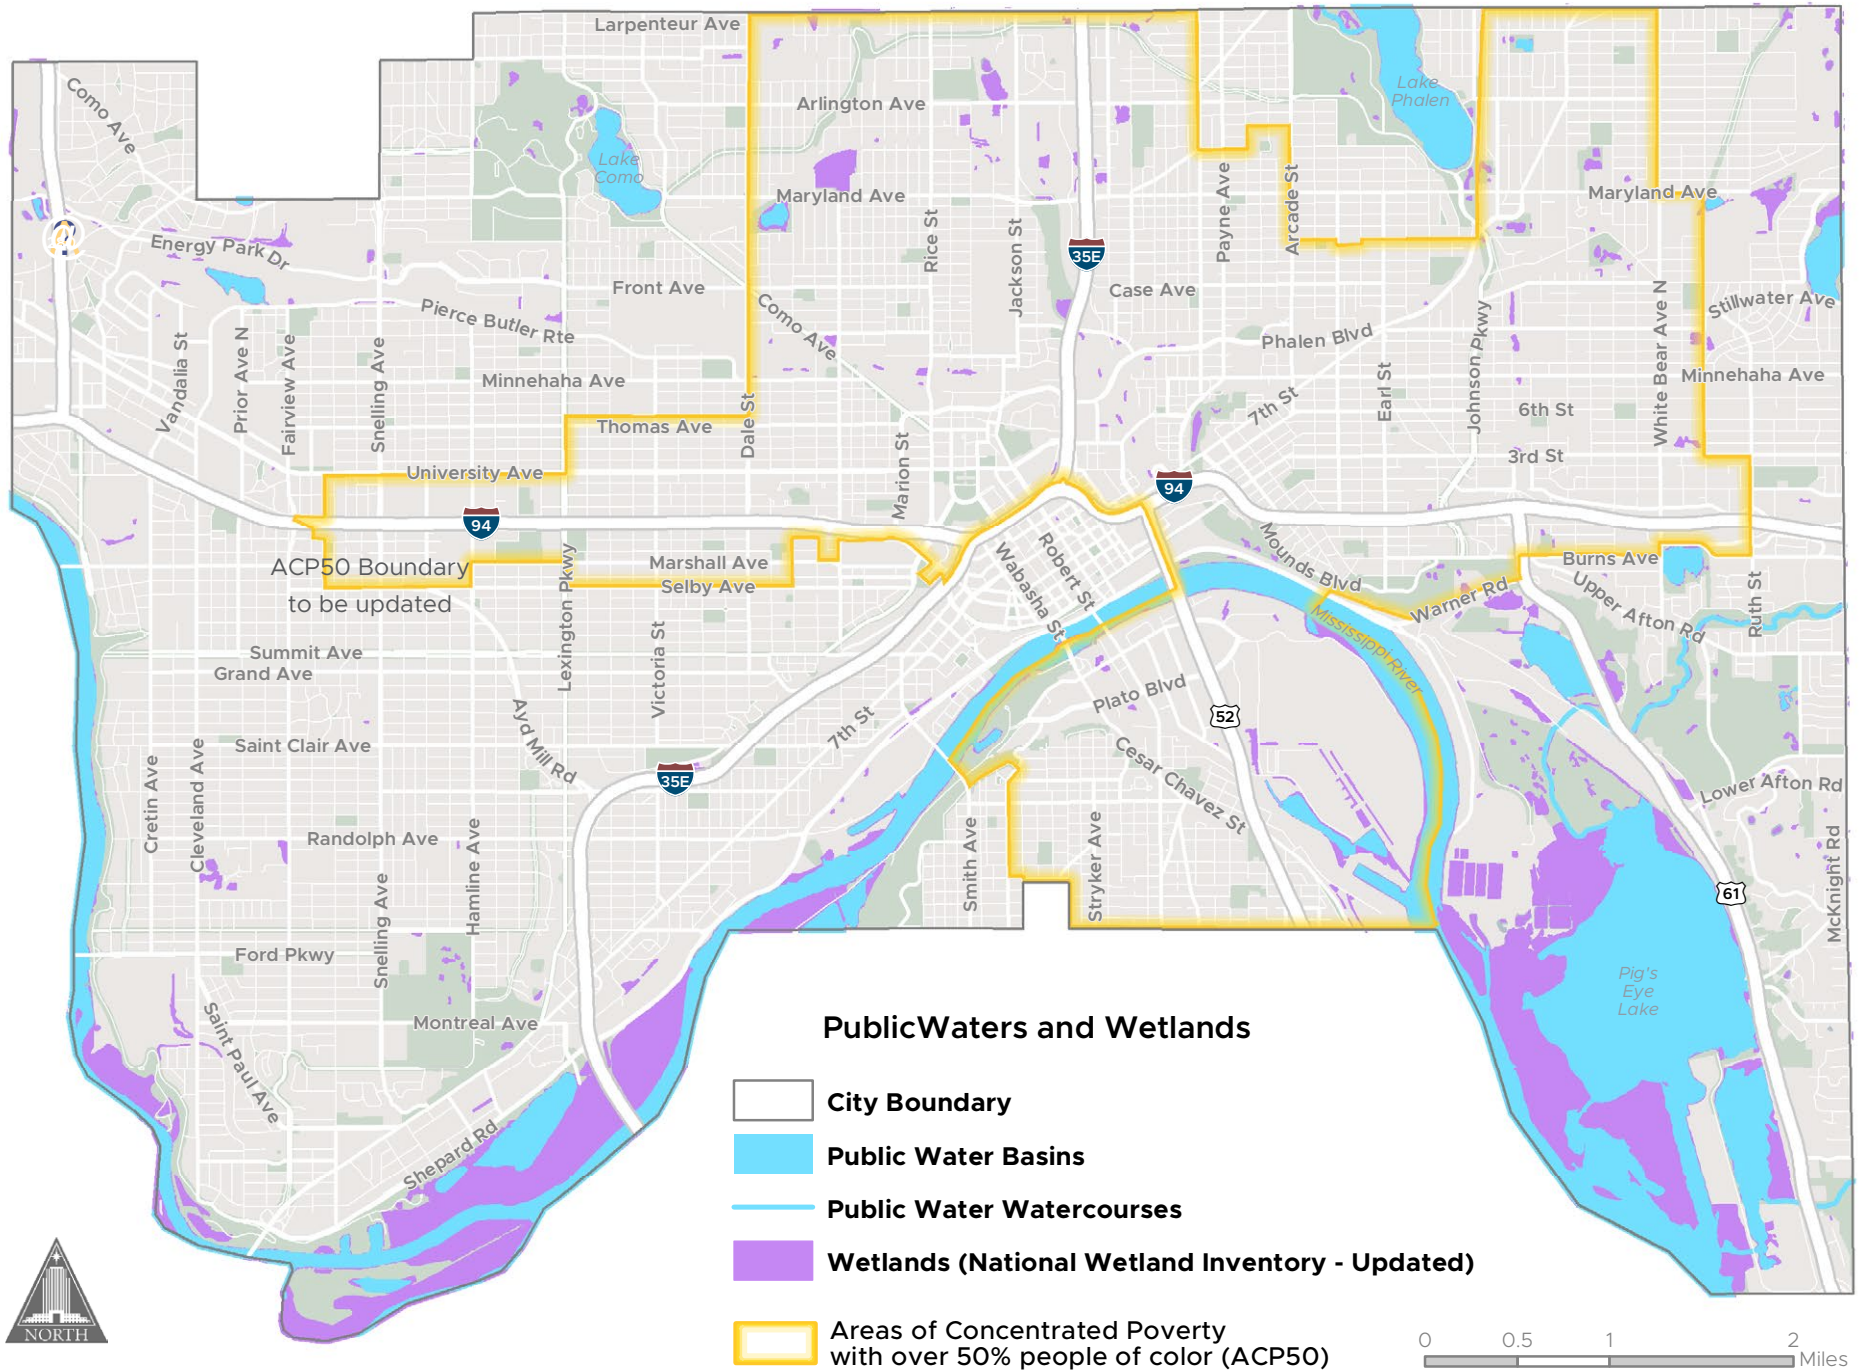 Larpenteur Ave
Como Ave
Arlington Ave
Lake
Phalen
Lake
Como
Maryland Ave
Maryland Ave
Energy Park Dr
Rice St
Jackson St
35E
Payne Ave
Arcade St
Front Ave
Case Ave
Stillwater Ave
Pierce Butler Rte
Como Ave
Phalen Blvd
Vandalia St
Prior Ave N
Fairview Ave
Snelling Ave
Minnehaha Ave
Johnson Pkwy
White Bear Ave N
Minnehaha Ave
Earl St
7th St
6th St
Thomas Ave
Dale St
Marion St
3rd St
University Ave
94
94
ACP50 Boundary
to be updated
Marshall Ave
Selby Ave
Lexington Pkwy
Wabasha St
Robert St
Mounds Blvd
Burns Ave
Warner Rd
Upper Afton Rd
Ruth St
Mississippi River
Summit Ave
Grand Ave
Victoria St
Ayd Mill Rd
Plato Blvd
52
7th St
Saint Clair Ave
Cesar Chavez St
35E
Lower Afton Rd
Cretin Ave
Cleveland Ave
Randolph Ave
Hamline Ave
Snelling Ave
Smith Ave
Stryker Ave
McKnight Rd
61
Ford Pkwy
Pig's
Eye
Lake
Saint Paul Ave
Montreal Ave
Shepard Rd
PublicWaters and Wetlands
City Boundary
Public Water Basins
Public Water Watercourses
Wetlands (National Wetland Inventory - Updated)
Areas of Concentrated Poverty
with over 50% people of color (ACP50)
NORTH
0 0.5 1 2
Miles